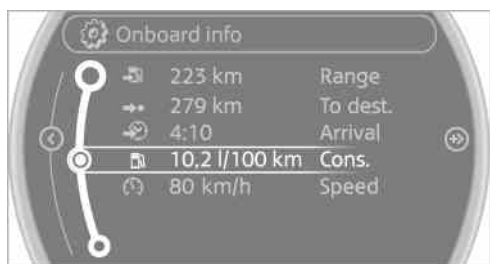 Onboard info
223 km Range
279 km To dest.
4:10 Arrival
10,2 l/100 km Cons.
80 km/h Speed